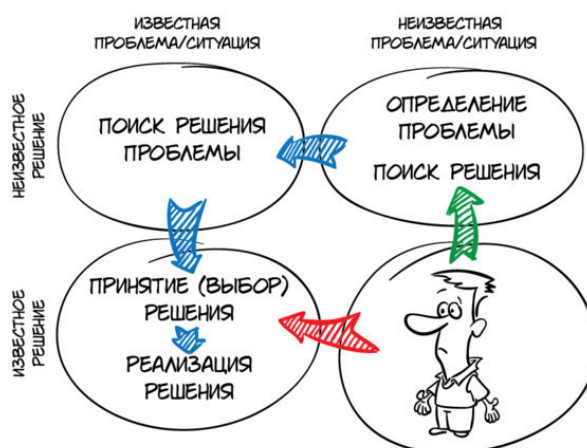 ИЗВЕСТНАЯ
ПРОБЛЕМА/СИТУАЦИЯ
НЕИЗВЕСТНАЯ
ПРОБЛЕМА/СИТУАЦИЯ
НЕИЗВЕСТНОЕ
РЕШЕНИЕ
ПОИСК РЕШЕНИЯ
ПРОБЛЕМЫ
ОПРЕДЕЛЕНИЕ
ПРОБЛЕМЫ
ПОИСК РЕШЕНИЯ
ИЗВЕСТНОЕ
РЕШЕНИЕ
ПРИНЯТИЕ (ВЫБОР)
РЕШЕНИЯ
РЕАЛИЗАЦИЯ
РЕШЕНИЯ